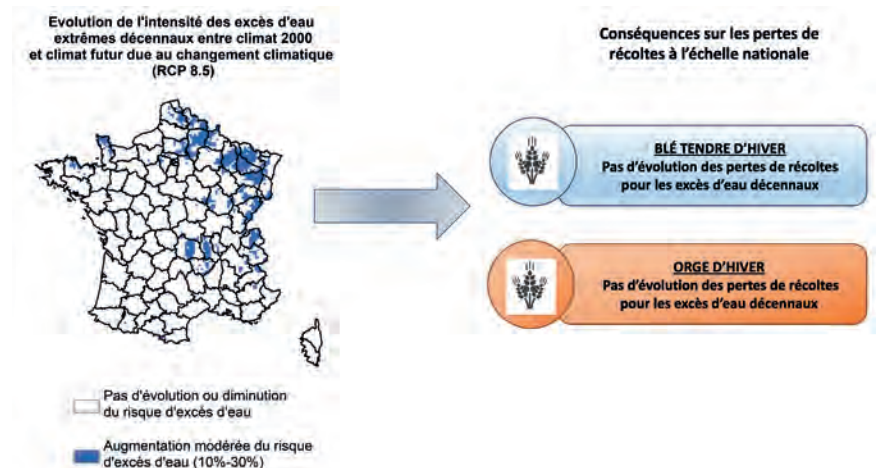 Evolution de l'intensité des excès d'eau
extrêmes décennaux entre climat 2000
et climat futur due au changement climatique
(RCP 8.5)
Pas d'évolution ou diminution
du risque d'excés d'eau
Augmentation modérée du risque
d'excès d'eau (10%-30%)
Conséquences sur les pertes de
récoltes à l'échelle nationale
BLÉ TENDRE D'HIVER
Pas d'évolution des pertes de récoltes
pour les excès d'eau décennaux
ORGE D'HIVER
Pas d'évolution des pertes de récoltes
pour les excès d'eau décennaux